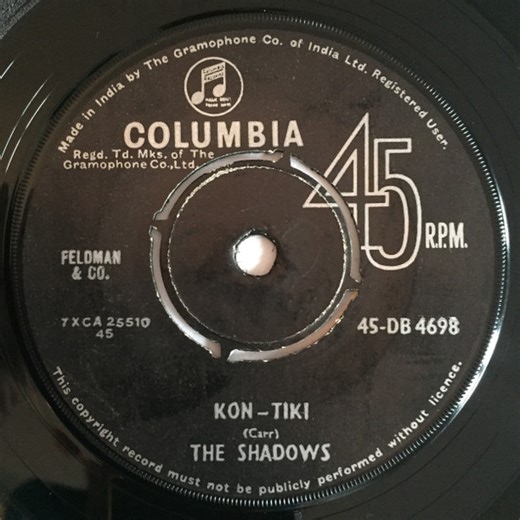 Made in India by The Gramophone Co. of India Ltd. Registered User.
COLUMBIA
Regd. Td. Mks. of The
Gramophone Co., Ltd.
45
R.P.M.
FELDMAN
& CO.
7XCA 25510
45
45-DB 4698
KON-TIKI
(Carr)
THE SHADOWS
This copyright record must not be publicly performed without licence.